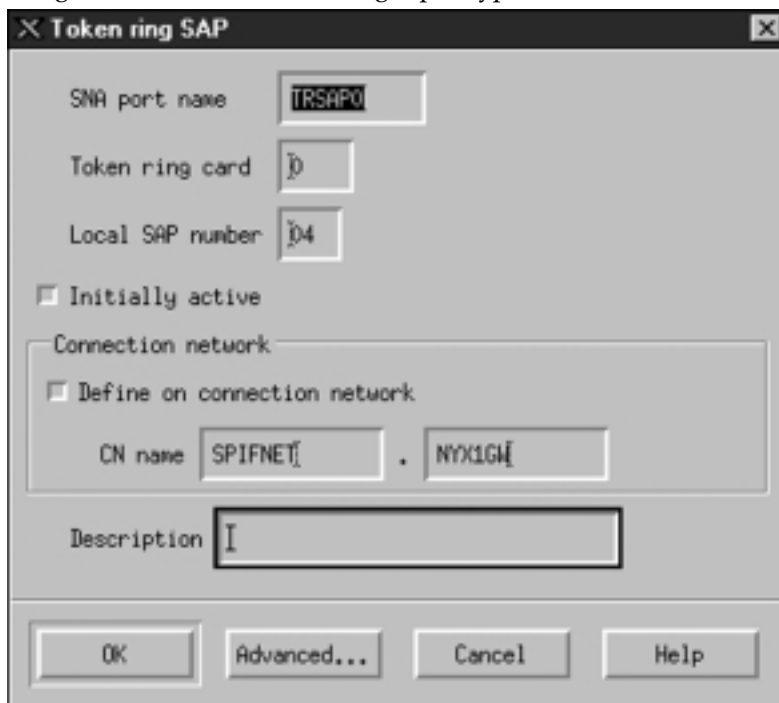 Token ring SAP
SNA port name TRSAP0
Token ring card 0
Local SAP number 04
Initially active
Connection network
Define on connection network
CN name SPIFNET . NYX1GW
Description
OK Advanced... Cancel Help